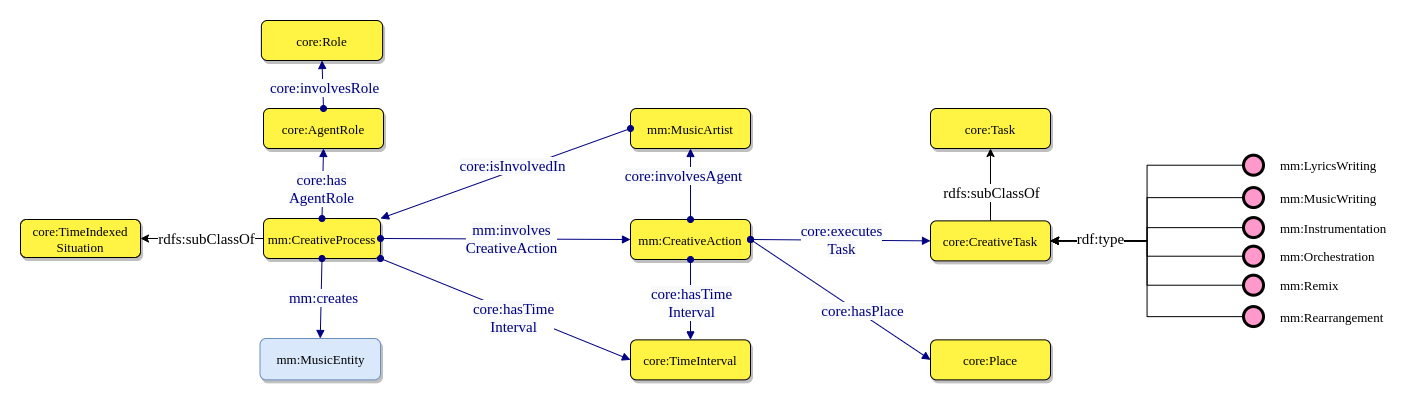 core:Role
core:involvesRole
core:AgentRole
mm:MusicArtist
core:Task
core:isInvolvedIn
core:involvesAgent
core:has
AgentRole
rdfs:subClassOf
mm:LyricsWriting
mm:MusicWriting
mm:Instrumentation
mm:Orchestration
mm:Remix
mm:Rearrangement
core:TimeIndexed
Situation
rdfs:subClassOf
mm:CreativeProcess
mm:involves
CreativeAction
mm:CreativeAction
core:executes
Task
core:CreativeTask
rdf:type
mm:creates
core:hasTime
Interval
core:hasTime
Interval
core:hasPlace
mm:MusicEntity
core:TimeInterval
core:Place